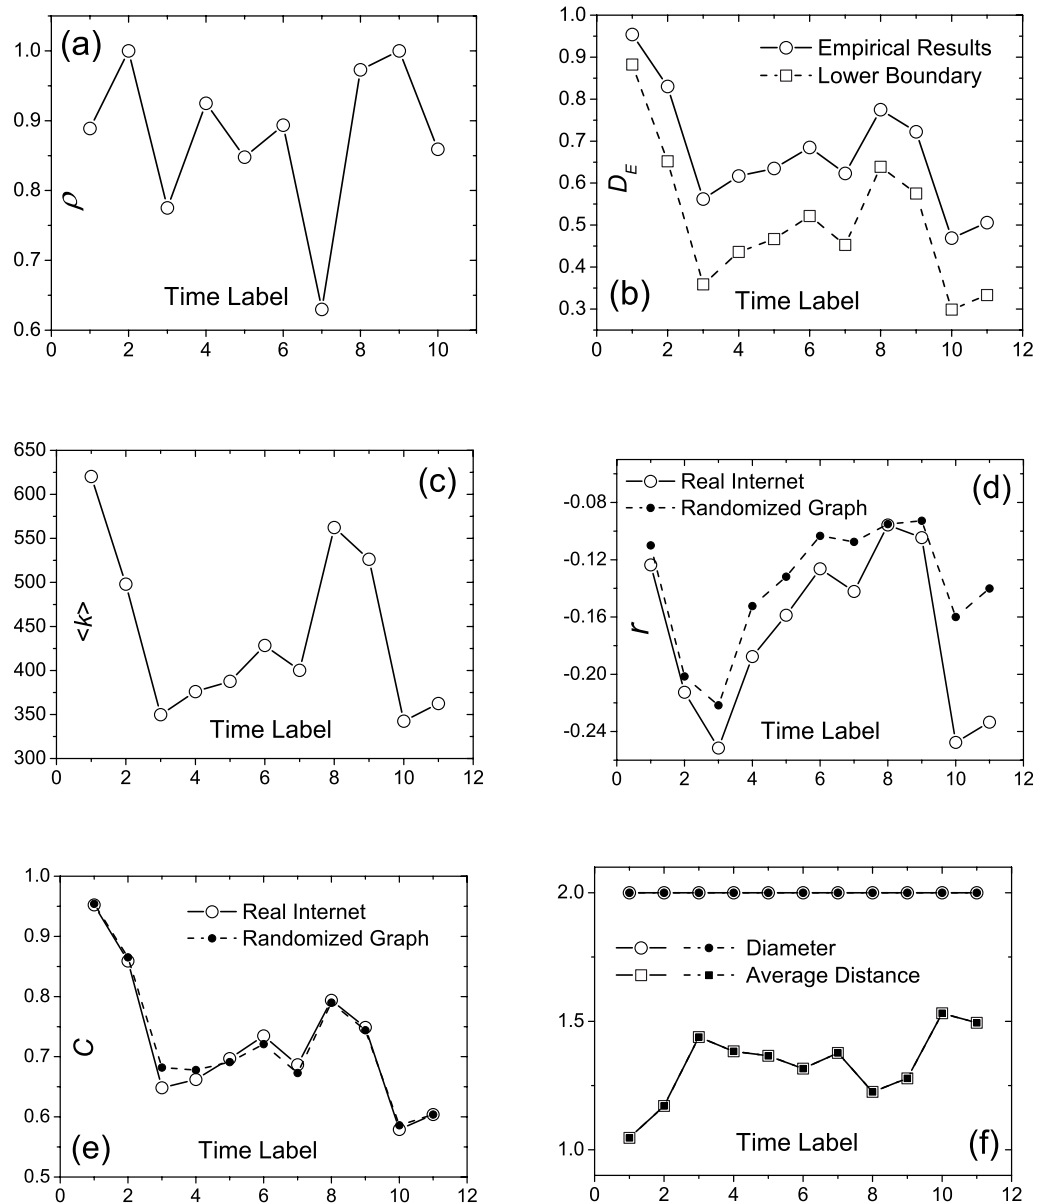 (a)
1.0
0.9
0.8
0.7
0.6
ρ
Time Label
0 2 4 6 8 10
1.0
0.9
0.8
0.7
0.6
0.5
0.4
0.3
D_E
Empirical Results
Lower Boundary
(b)
Time Label
0 2 4 6 8 10 12
650
600
550
500
450
400
350
300
<k>
(c)
Time Label
0 2 4 6 8 10 12
-0.08
-0.12
-0.16
-0.20
-0.24
r
Real Internet
Randomized Graph
(d)
Time Label
0 2 4 6 8 10 12
1.0
0.9
0.8
0.7
0.6
0.5
C
Real Internet
Randomized Graph
(e)
Time Label
0 2 4 6 8 10 12
2.0
1.5
1.0
Diameter
Average Distance
Time Label
(f)
0 2 4 6 8 10 12